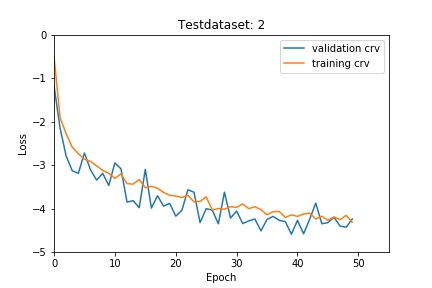 Testdataset: 2
validation crv
training crv
0
−1
−2
−3
−4
−5
Loss
0 10 20 30 40 50
Epoch